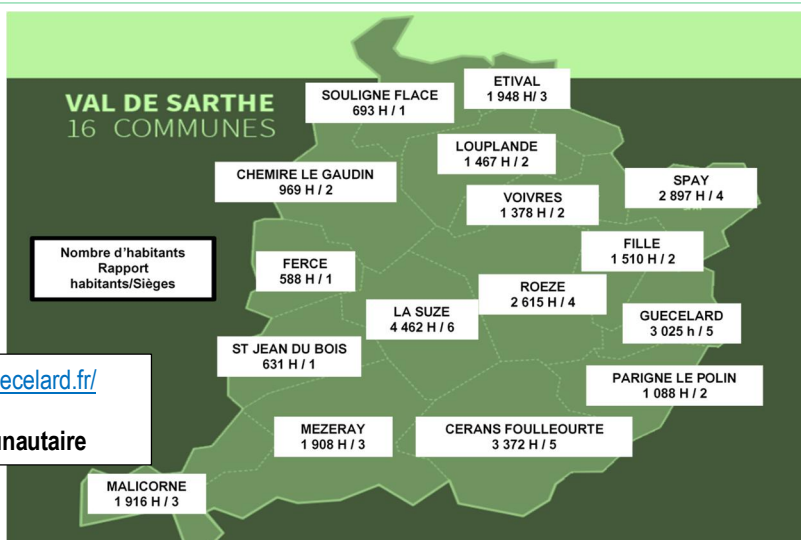 VAL DE SARTHE
16 COMMUNES
SOULIGNE FLACE
693 H / 1
ETIVAL
1 948 H/ 3
LOUPLANDE
1 467 H / 2
CHEMIRE LE GAUDIN
969 H / 2
VOIVRES
1 378 H / 2
SPAY
2 897 H / 4
Nombre d'habitants
Rapport
habitants/Sièges
FERCE
588 H / 1
FILLE
1 510 H / 2
ROEZE
2 615 H / 4
LA SUZE
4 462 H / 6
GUECELARD
3 025 h / 5
ST JEAN DU BOIS
631 H / 1
ecelard.fr/
PARIGNE LE POLIN
1 088 H / 2
unautaire
MEZERAY
1 908 H / 3
CERANS FOULLEOURTE
3 372 H / 5
MALICORNE
1 916 H / 3